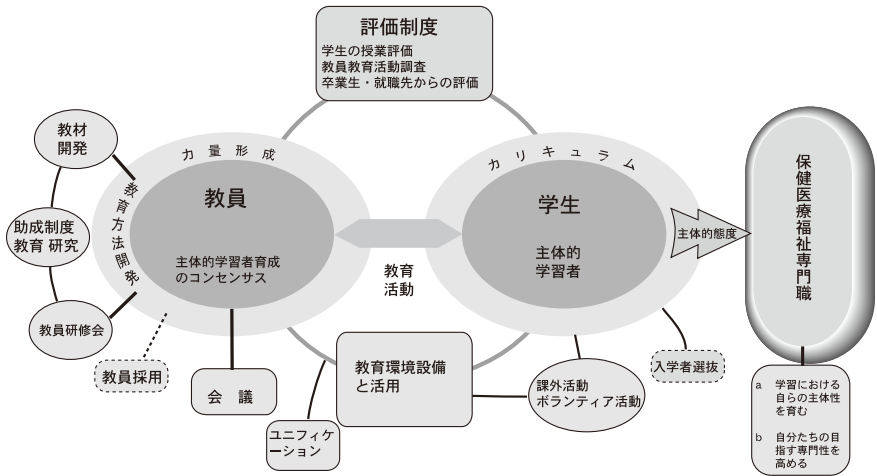 評価制度
学生の授業評価
教員教育活動調査
卒業生・就職先からの評価
教材
開発
助成制度
教育 研究
教員研修会
教育方法開発
力量形成
教員
主体的学習者育成
のコンセンサス
教育
活動
カリキュラム
学生
主体的
学習者
主体的態度
保健医療福祉専門職
教員採用
会 議
ユニフィケ
ーション
教育環境設備
と活用
課外活動
ボランティア活動
入学者選抜
a 学習における
自らの主体性
を育む
b 自分たちの目
指す専門性を
高める